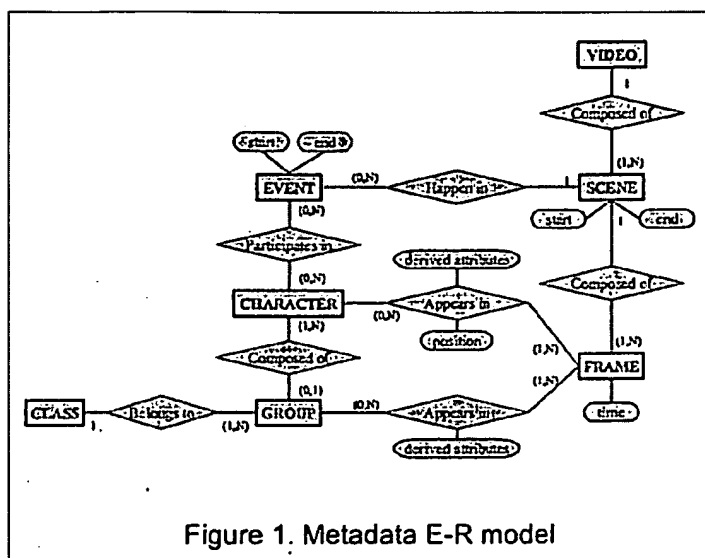 VIDEO
1
Composed of
start end
(1,N)
EVENT (0,N) Happen in 1 SCENE
(0,N)
start end
1
Participates in
derived attributes
Composed of
(0,N)
CHARACTER (0,N) Appears in
(1,N)
position
(1,N) (1,N)
Composed of
(1,N)
FRAME
(0,1)
CLASS 1 Belongs to (1,N) GROUP (0,N) Appears in
time
derived attributes
Figure 1. Metadata E-R model